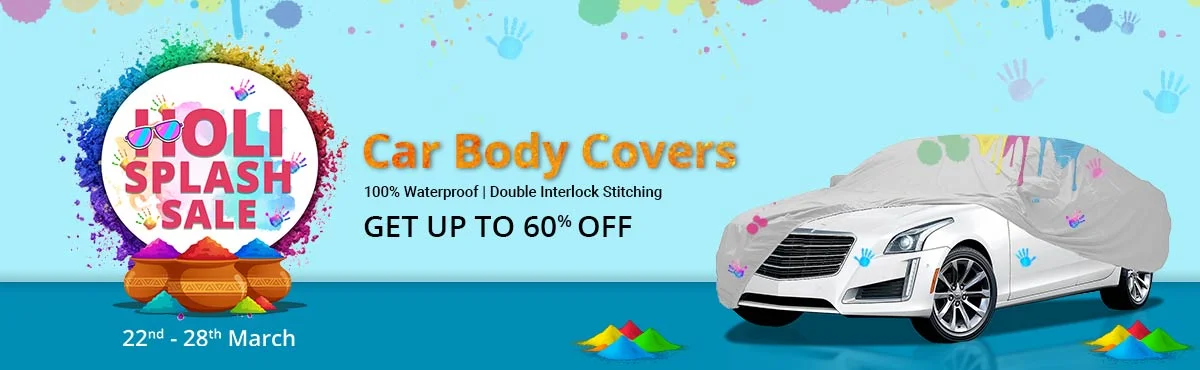 HOLI
SPLASH
SALE
22nd - 28th March
Car Body Covers
100% Waterproof | Double Interlock Stitching
GET UP TO 60% OFF